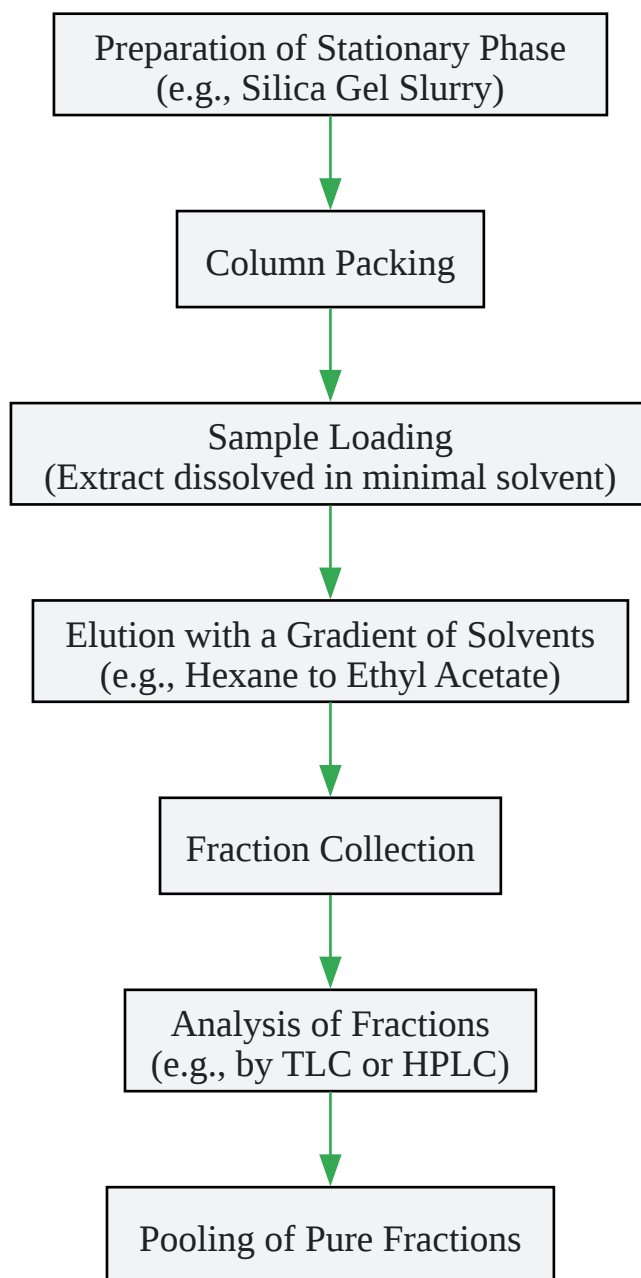 Preparation of Stationary Phase
(e.g., Silica Gel Slurry)
Column Packing
Sample Loading
(Extract dissolved in minimal solvent)
Elution with a Gradient of Solvents
(e.g., Hexane to Ethyl Acetate)
Fraction Collection
Analysis of Fractions
(e.g., by TLC or HPLC)
Pooling of Pure Fractions